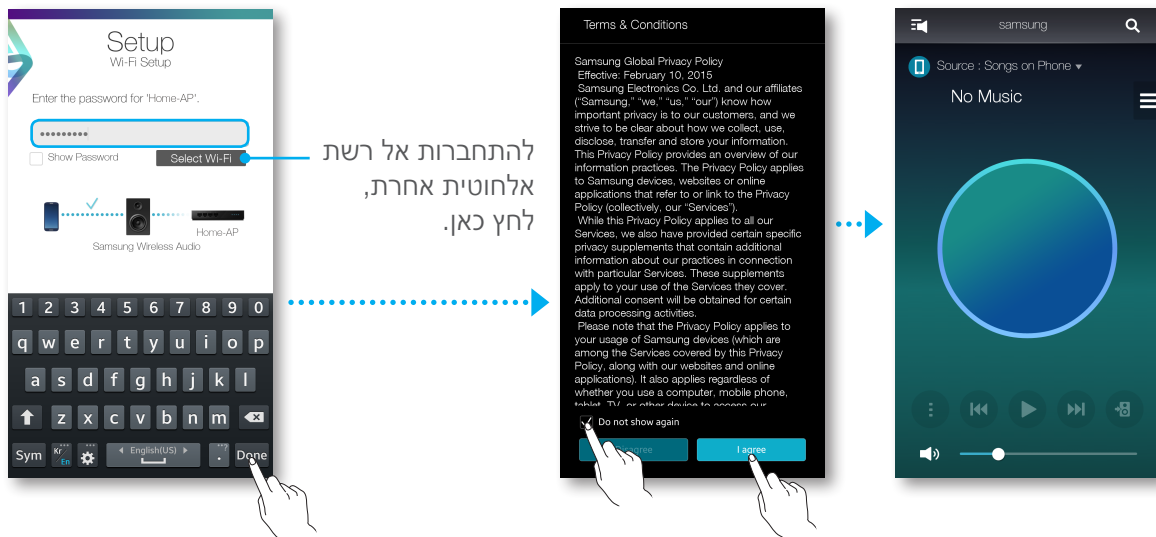 Setup
Wi-Fi Setup
Enter the password for 'Home-AP'.
•••••••••
Show Password
Select Wi-Fi
Home-AP
Samsung Wireless Audio
1 2 3 4 5 6 7 8 9 0
q w e r t y u i o p
a s d f g h j k l
z x c v b n m
Sym Kr En English(US) . ? Done
להתחברות אל רשת
אלחוטית אחרת,
לחץ כאן.
Terms & Conditions
Samsung Global Privacy Policy
Effective: February 10, 2015
Samsung Electronics Co. Ltd. and our affiliates
("Samsung," "we," "us," "our") know how
important privacy is to our customers, and we
strive to be clear about how we collect, use,
disclose, transfer and store your information.
This Privacy Policy provides an overview of our
information practices. The Privacy Policy applies
to Samsung devices, websites or online
applications that refer to or link to the Privacy
Policy (collectively, our "Services").
While this Privacy Policy applies to all our
Services, we also have provided certain specific
privacy supplements that contain additional
information about our practices in connection
with particular Services. These supplements
apply to your use of the Services they cover.
Additional consent will be obtained for certain
data processing activities.
Please note that the Privacy Policy applies to
your usage of Samsung devices (which are
among the Services covered by this Privacy
Policy, along with our websites and online
applications). It also applies regardless of
whether you use a computer, mobile phone,
tablet, TV, or other device to access our
Do not show again
I agree
samsung
Source : Songs on Phone
No Music